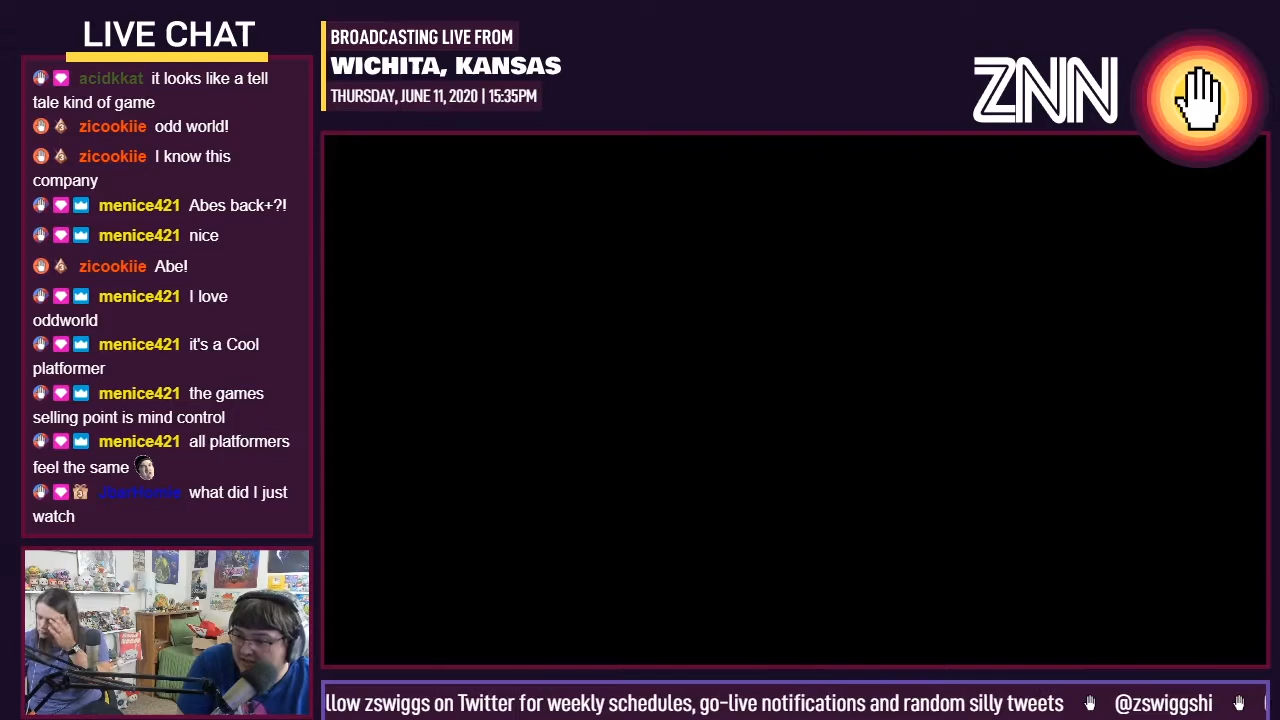 LIVE CHAT
acidkkat it looks like a tell
tale kind of game
zicookiie odd world!
zicookiie I know this
company
menice421 Abes back+?!
menice421 nice
zicookiie Abe!
menice421 I love
oddworld
menice421 it's a Cool
platformer
menice421 the games
selling point is mind control
menice421 all platformers
feel the same
what did I just
watch
BROADCASTING LIVE FROM
WICHITA, KANSAS
THURSDAY, JUNE 11, 2020 | 15:35PM
ZNN
llow zswiggs on Twitter for weekly schedules, go-live notifications and random silly tweets @zswiggshi